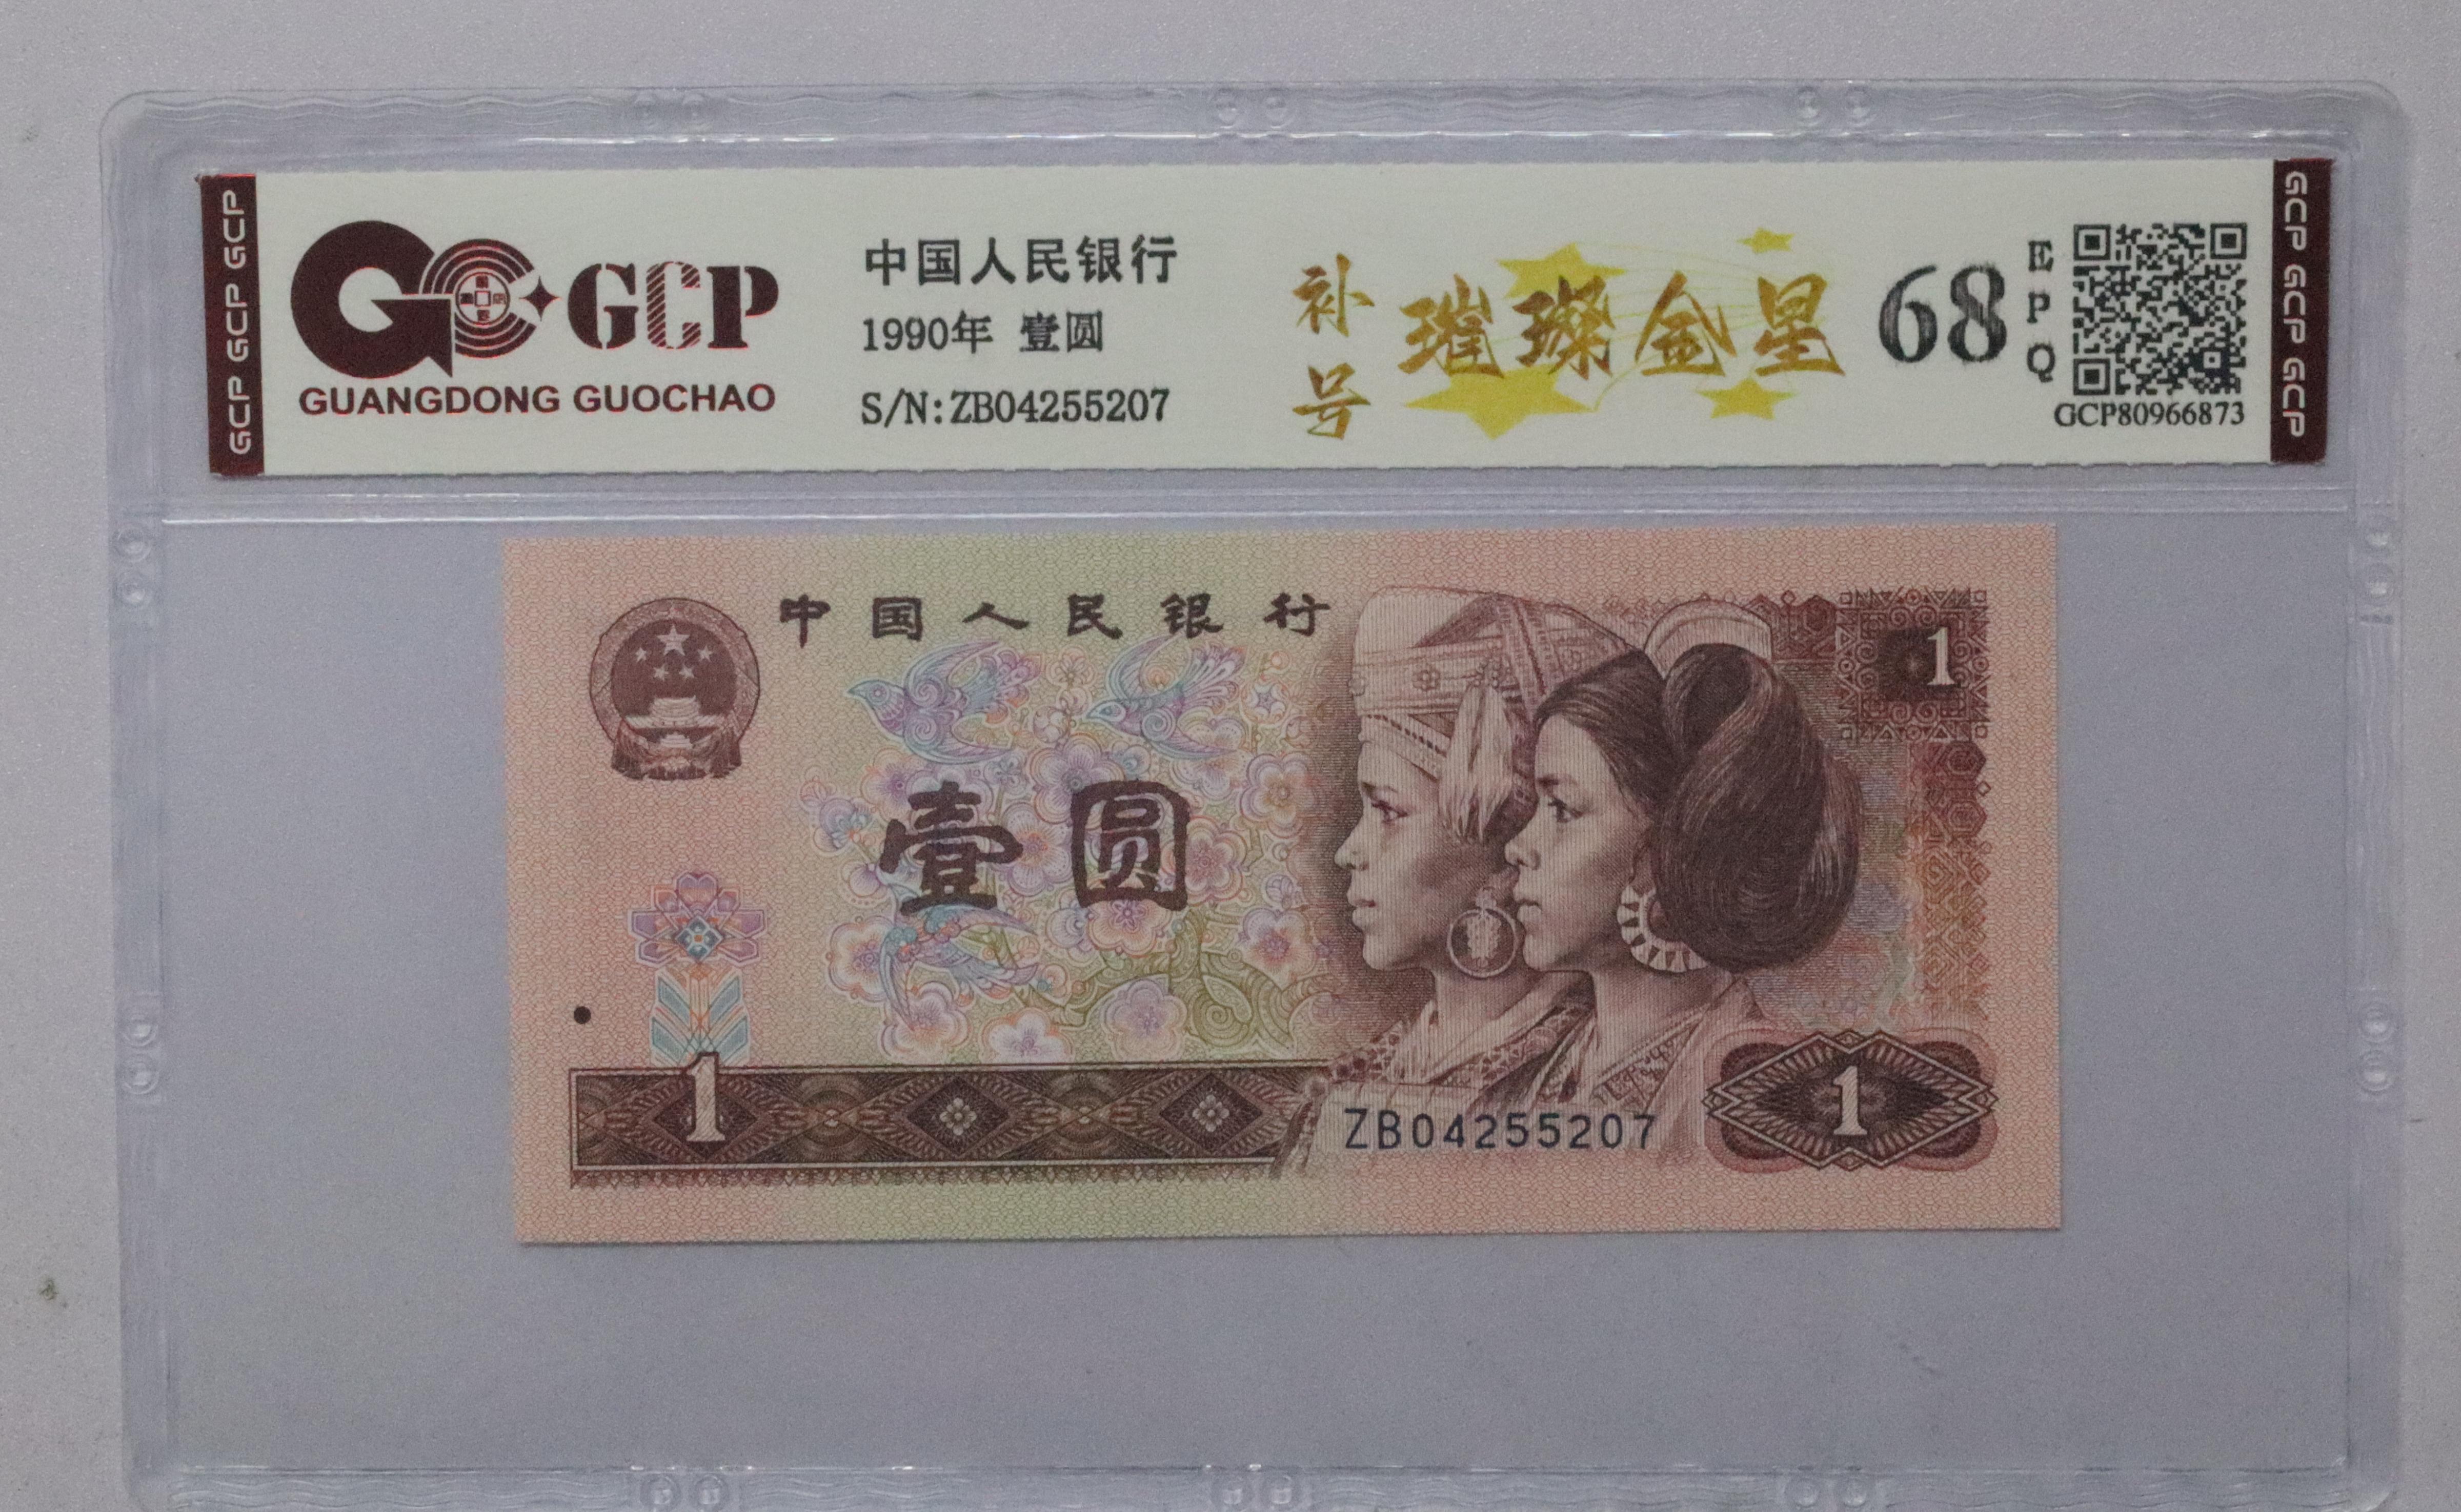 GCP GCP GCP
GCP
GUANGDONG GUOCHAO
中国人民银行
1990年 壹圆
S/N:ZB04255207
补号
璀璨金星
68
EPQ
GCP80966873
GCP GCP GCP
中国人民银行
1
壹圆
1
ZB04255207
1